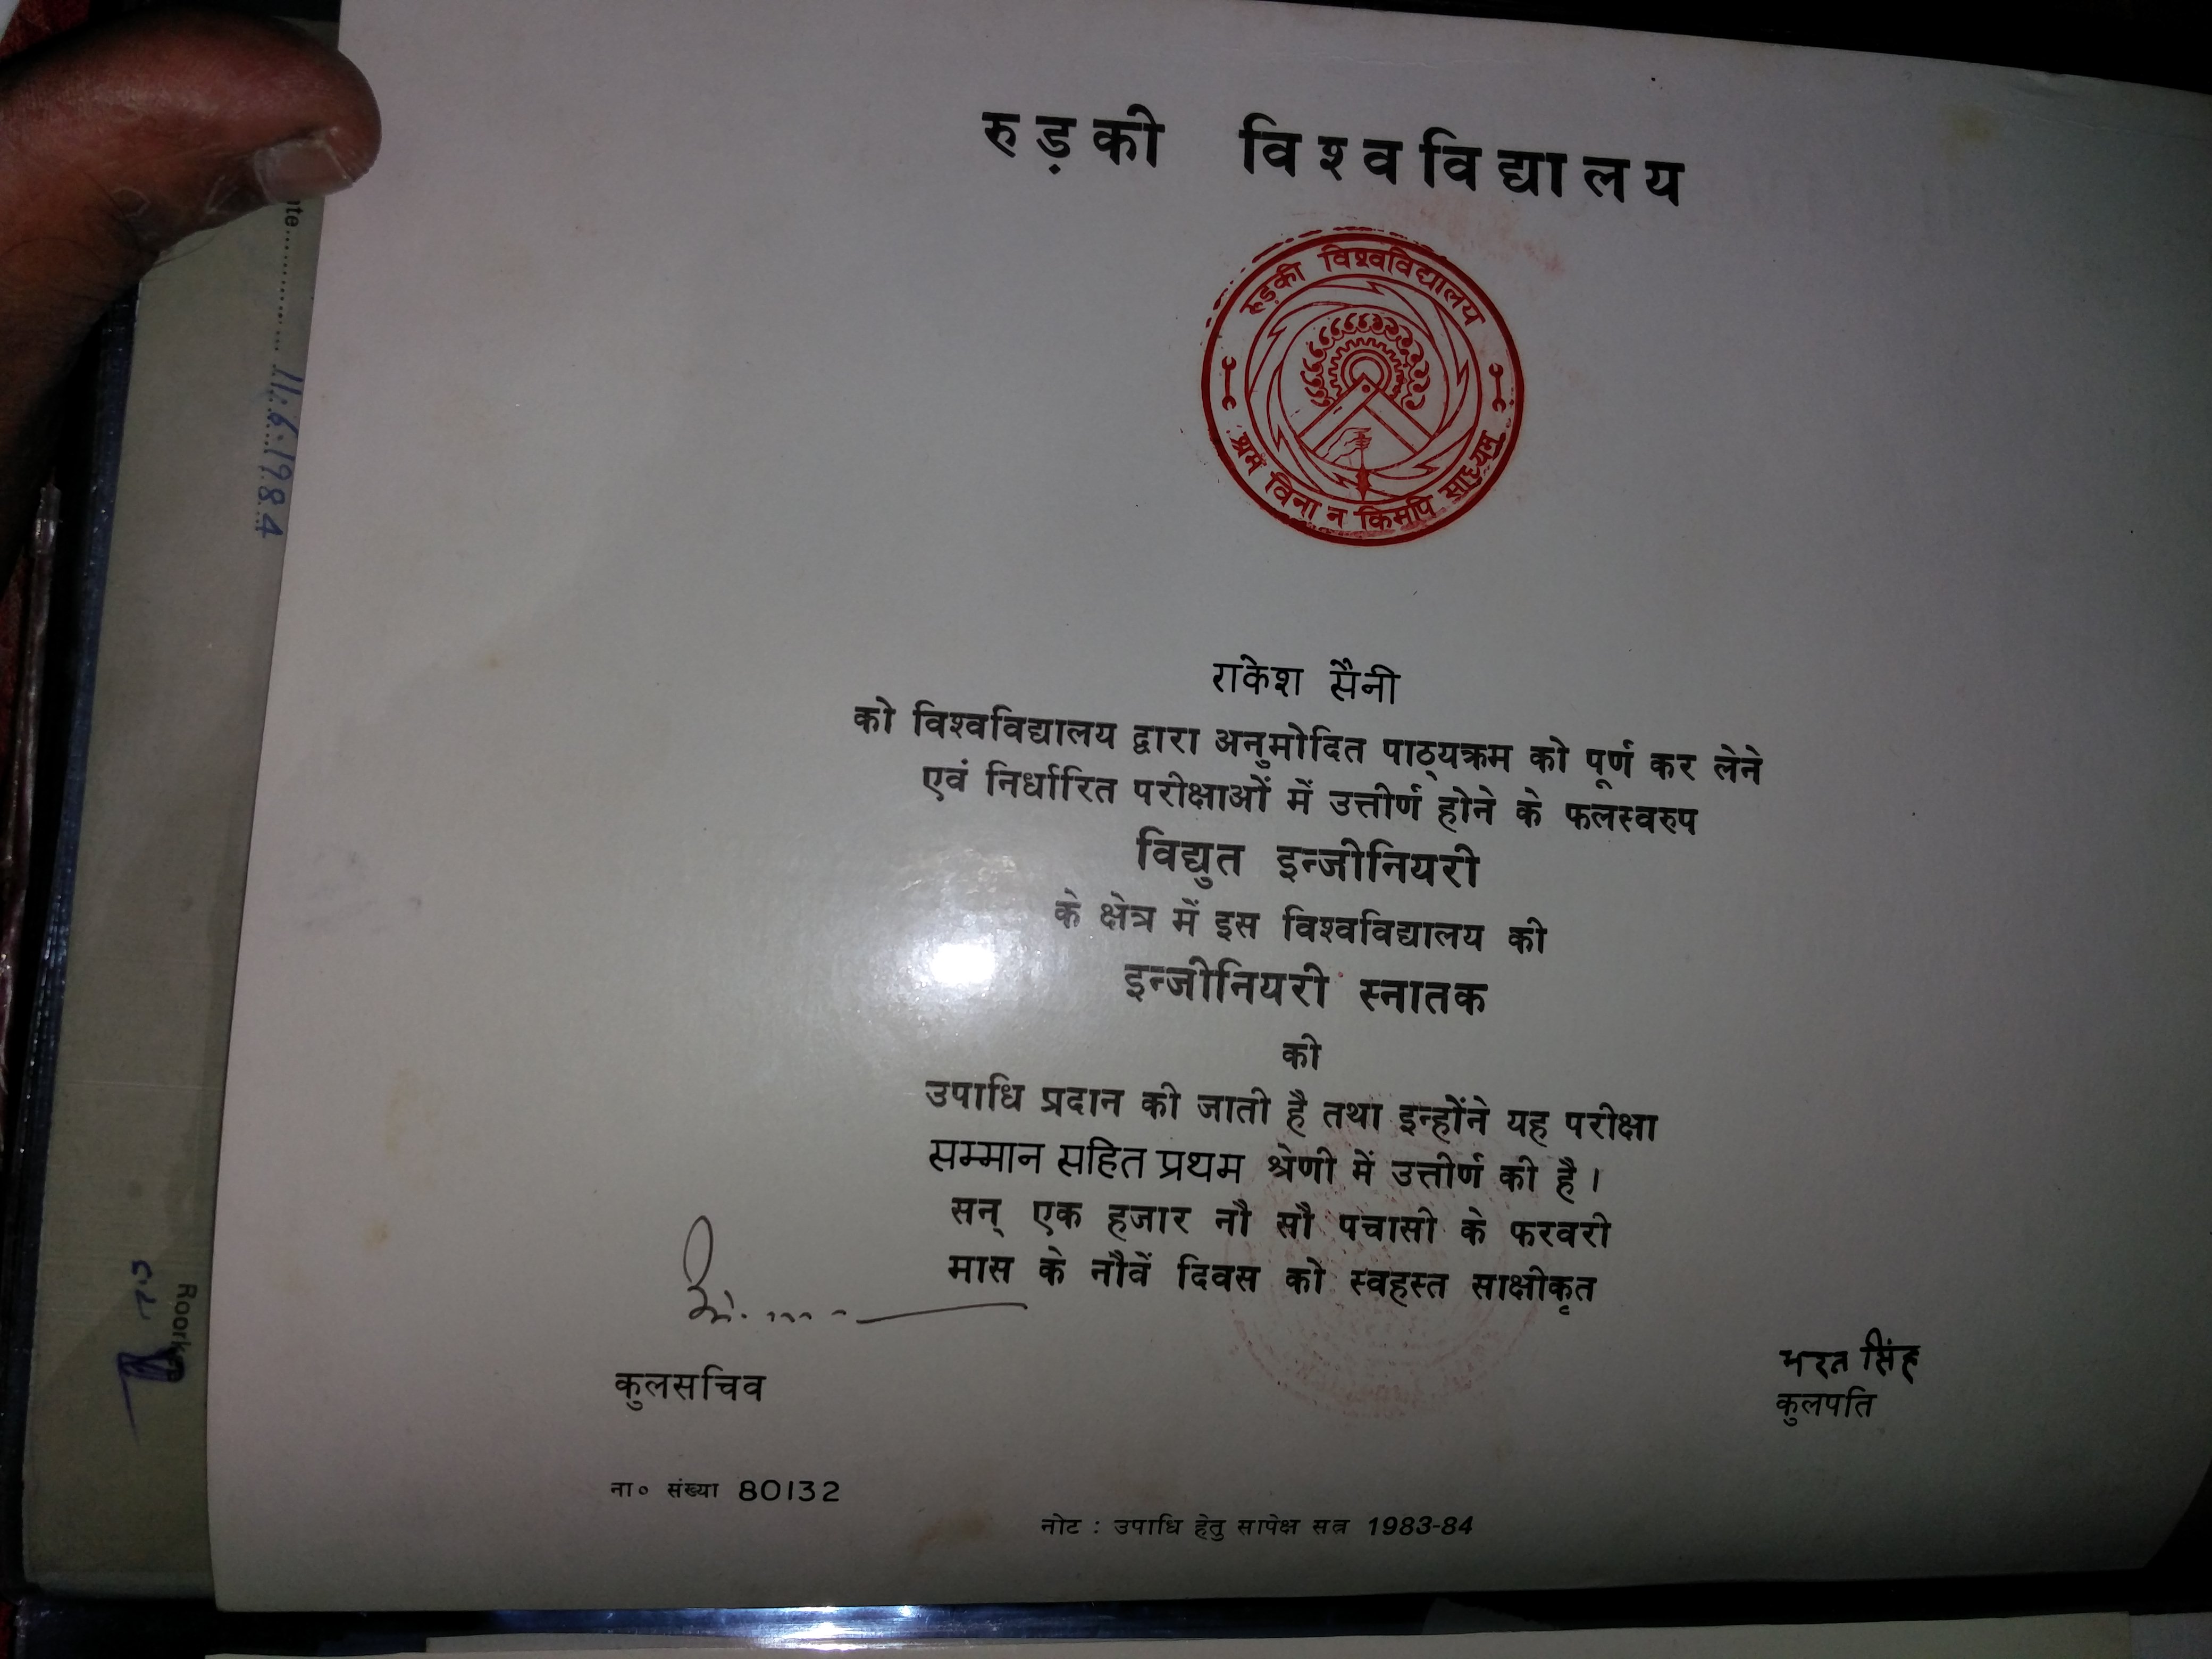 रुड़की विश्वविद्यालय
रुड़की विश्वविद्यालय
श्रमं विना न किमपि साध्यम्
राकेश सैनी
को विश्वविद्यालय द्वारा अनुमोदित पाठ्यक्रम को पूर्ण कर लेने
एवं निर्धारित परीक्षाओं में उत्तीर्ण होने के फलस्वरुप
विद्युत इन्जीनियरी
के क्षेत्र में इस विश्वविद्यालय की
इन्जीनियरी स्नातक
की
उपाधि प्रदान की जाती है तथा इन्होंने यह परीक्षा
सम्मान सहित प्रथम श्रेणी में उत्तीर्ण की है।
सन् एक हजार नौ सौ पचासी के फरवरी
मास के नौवें दिवस को स्वहस्त साक्षीकृत
भरत सिंह
कुलसचिव
कुलपति
ना० संख्या 80132
नोट : उपाधि हेतु सापेक्ष सत्र 1983-84
11.6.1984